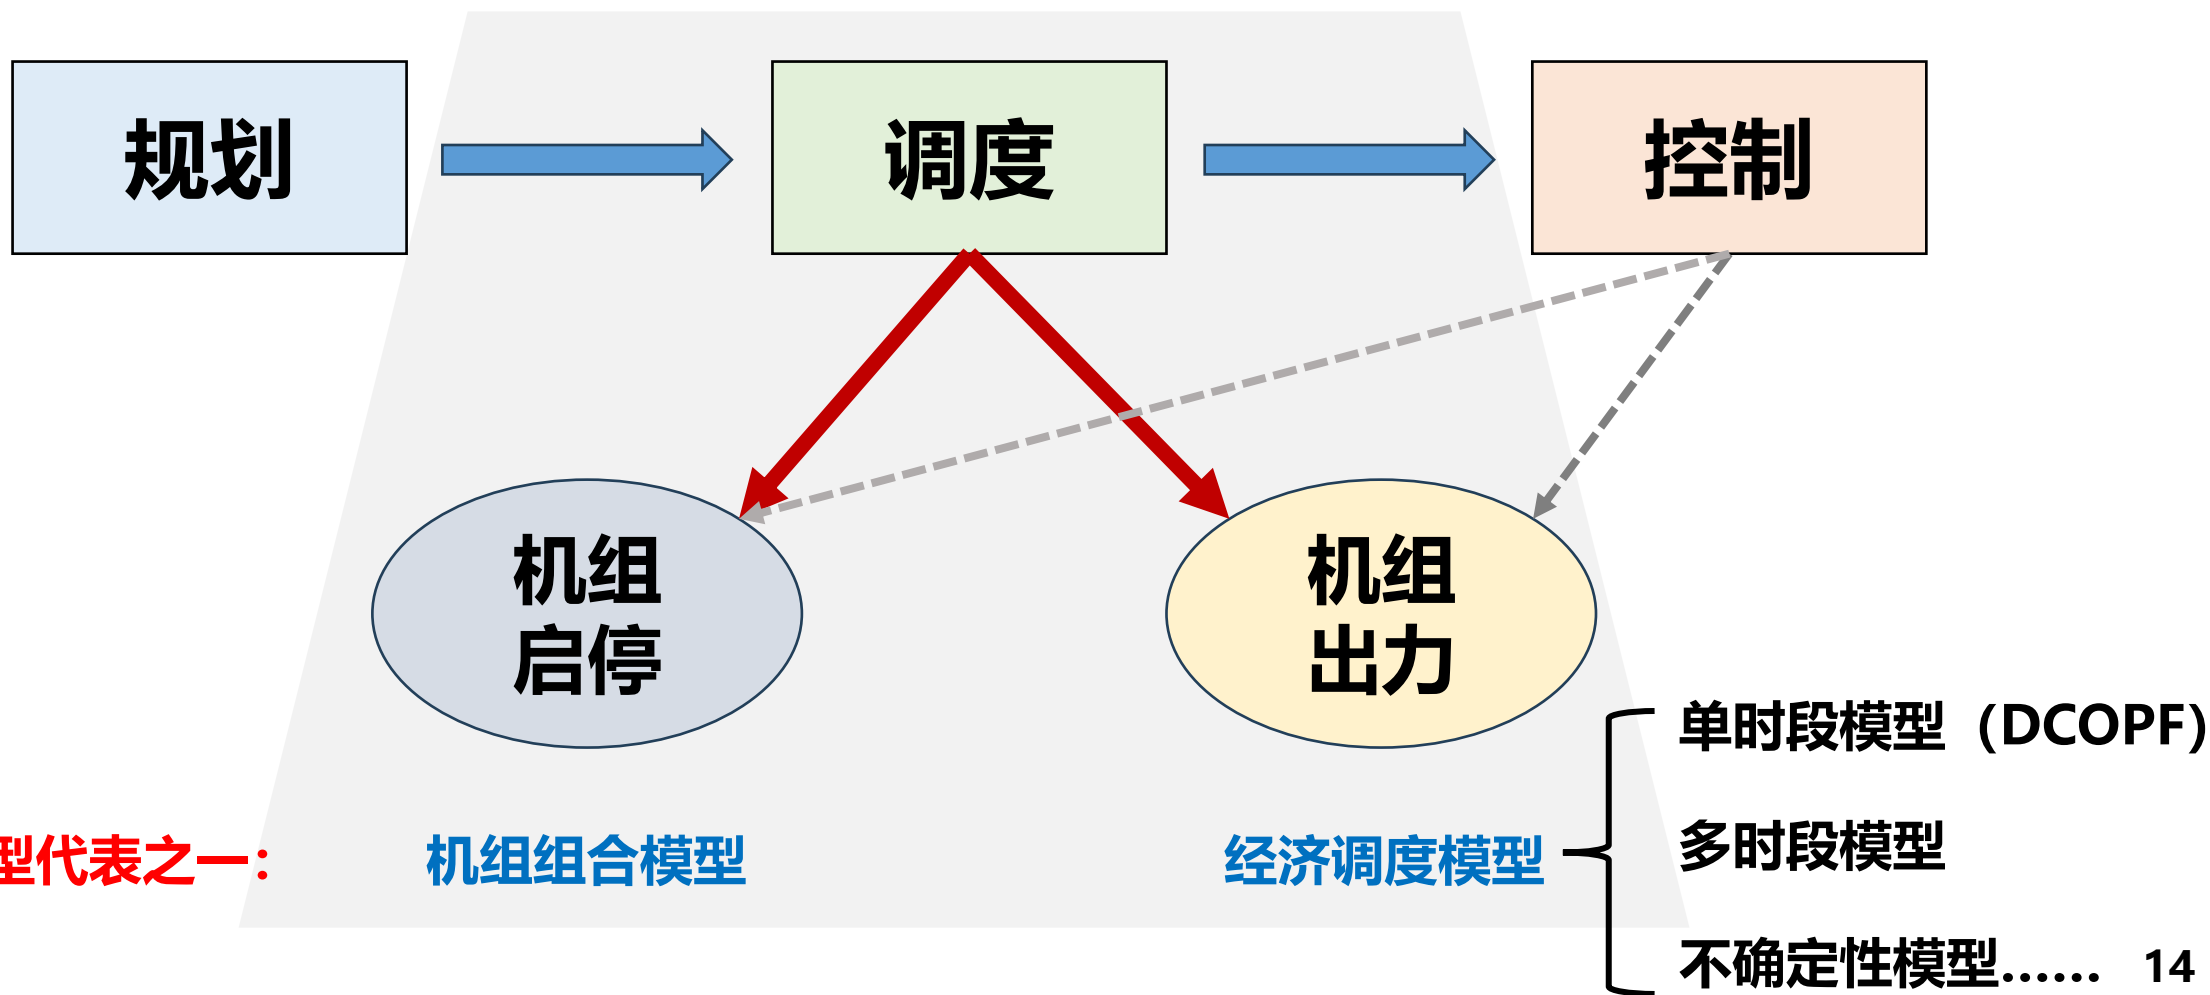 规划
调度
控制
机组
启停
机组
出力
单时段模型（DCOPF)
型代表之一：
机组组合模型
经济调度模型
多时段模型
不确定性模型……
14